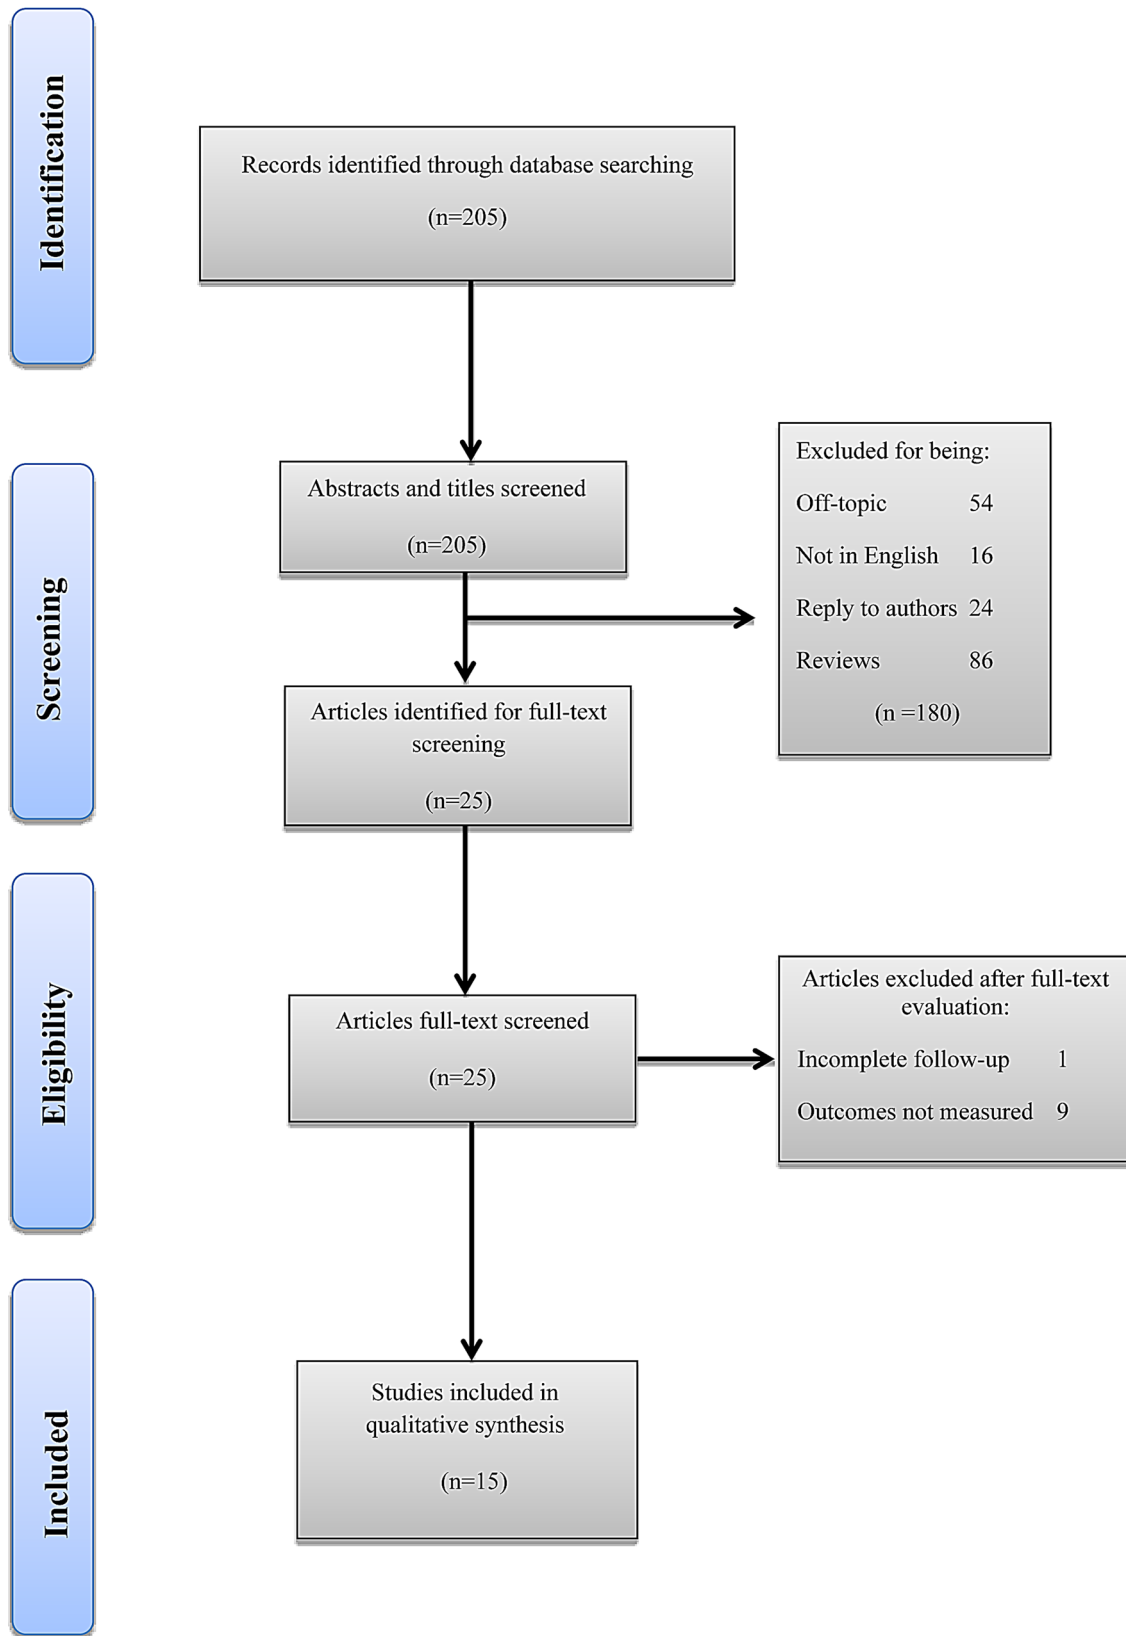 Identification
Records identified through database searching
(n=205)
Screening
Abstracts and titles screened
(n=205)
Excluded for being:
Off-topic 54
Not in English 16
Reply to authors 24
Reviews 86
(n =180)
Articles identified for full-text
screening
(n=25)
Eligibility
Articles full-text screened
(n=25)
Articles excluded after full-text
evaluation:
Incomplete follow-up 1
Outcomes not measured 9
Included
Studies included in
qualitative synthesis
(n=15)